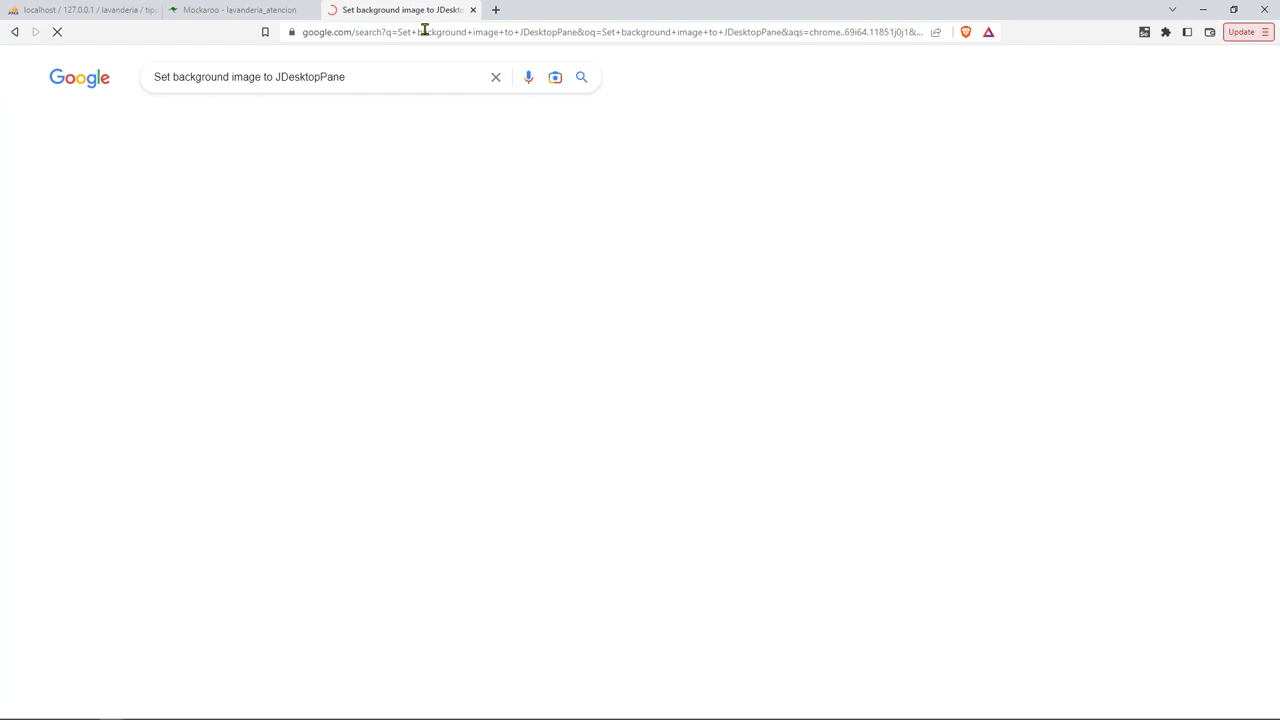 localhost / 127.0.0.1 / lavanderia / tip
Mockaroo - lavanderia_atencion
Set background image to JDeskto
google.com/search?q=Set+background+image+to+JDesktopPane&oq=Set+background+image+to+JDesktopPane&aqs=chrome..69i64.11851j0j1&...
Update
Google
Set background image to JDesktopPane